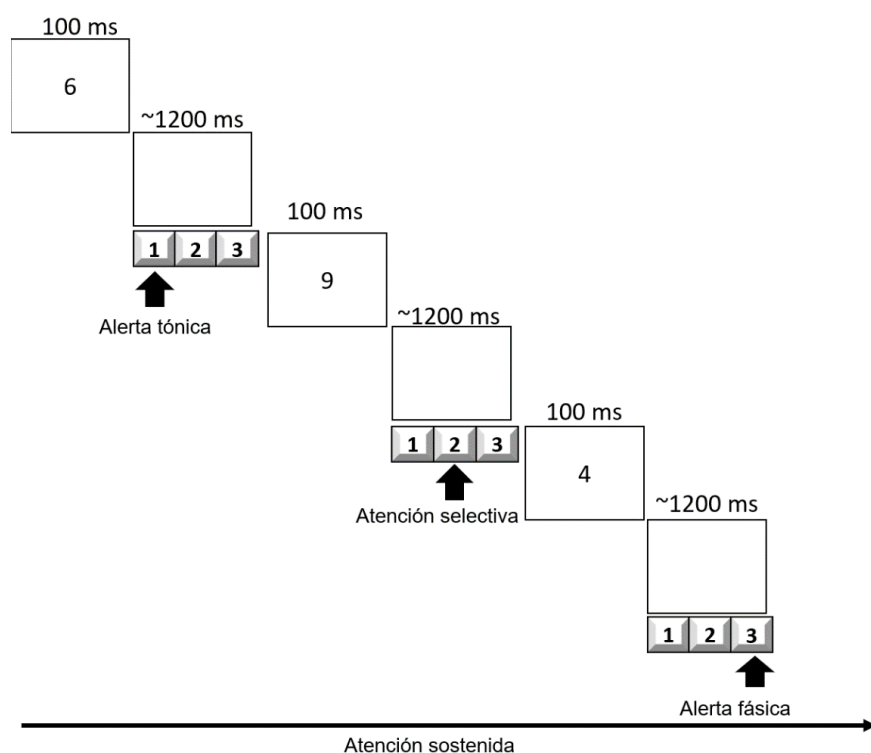 100 ms
6
~1200 ms
1 2 3
Alerta tónica
100 ms
9
~1200 ms
1 2 3
Atención selectiva
100 ms
4
~1200 ms
1 2 3
Alerta fásica
Atención sostenida